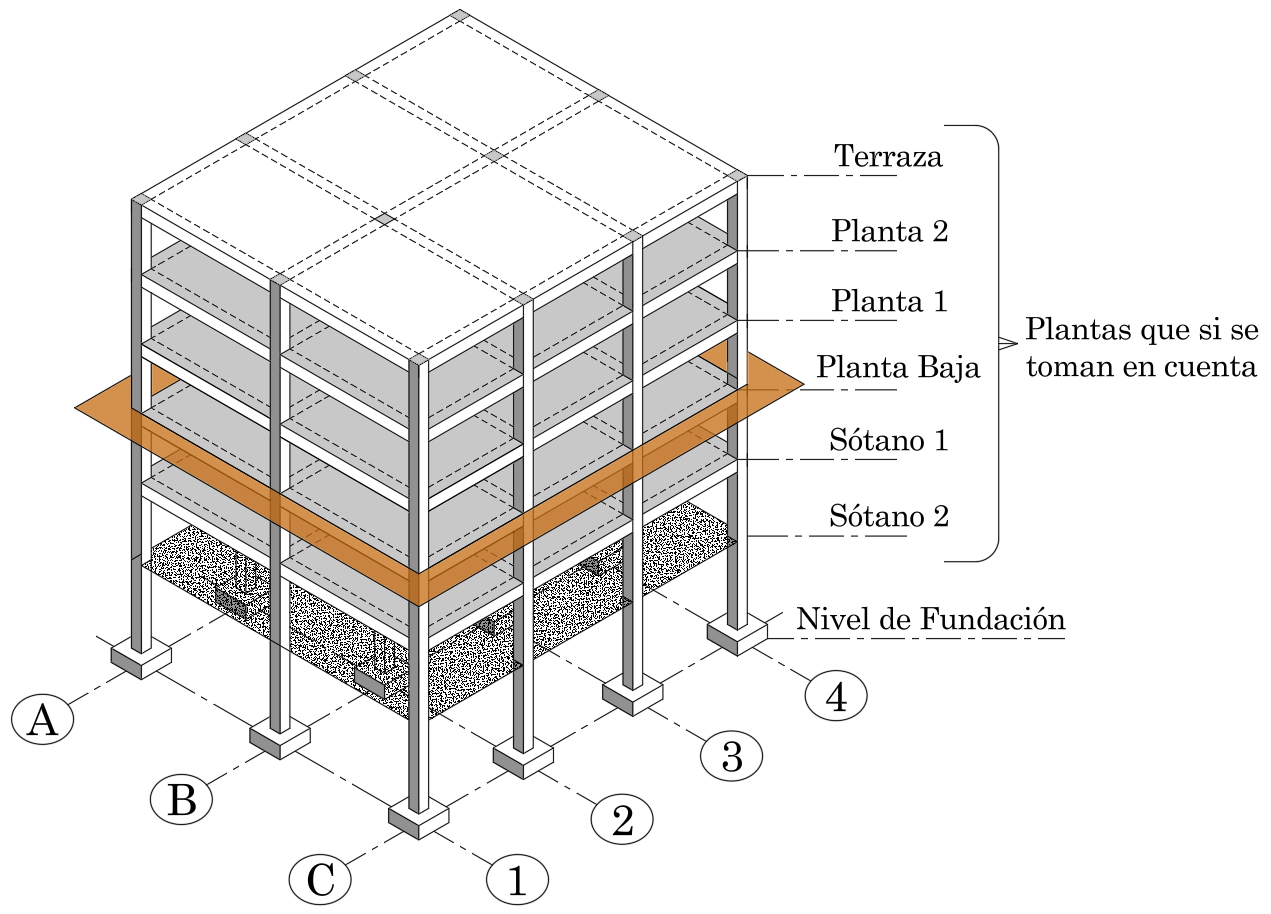 Terraza
Planta 2
Planta 1
Plantas que si se
toman en cuenta
Planta Baja
Sótano 1
Sótano 2
Nivel de Fundación
A
B
C
1
2
3
4